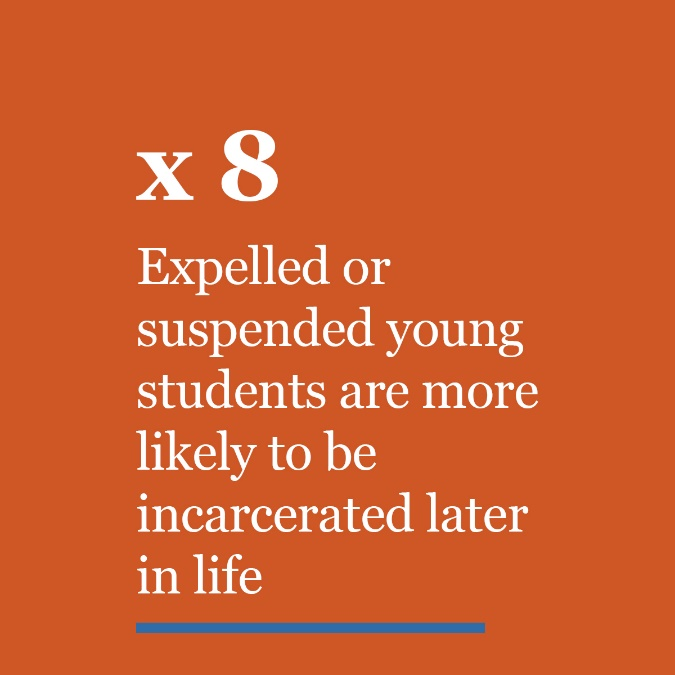 x 8
Expelled or
suspended young
students are more
likely to be
incarcerated later
in life